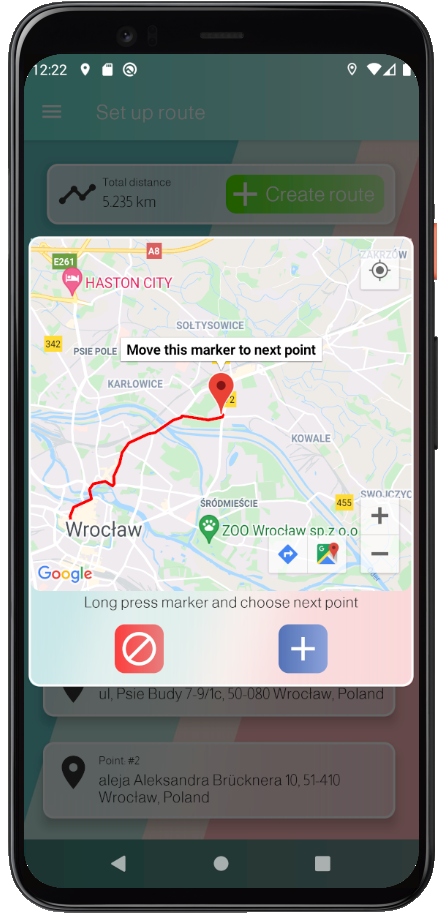 12:22
Set up route
Total distance
5.235 km
Create route
ZAKRZÓW
A8
E261
HASTON CITY
SOŁTYSOWICE
342
PSIE POLE
Move this marker to next point
KARŁOWICE
2
KOWALE
ŚRÓDMIEŚCIE
455
SWOJCZYC
Wrocław
ZOO Wrocław sp.z o.o
Google
Long press marker and choose next point
ul. Psie Budy 7-9/1c, 50-080 Wrocław, Poland
Point #2
aleja Aleksandra Brücknera 10, 51-410
Wrocław, Poland